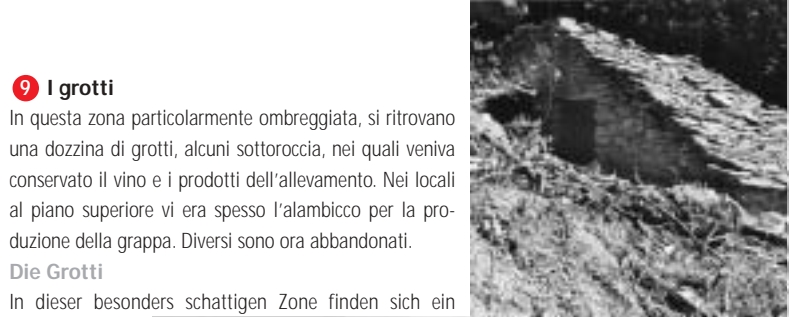 9 I grotti
In questa zona particolarmente ombreggiata, si ritrovano
una dozzina di grotti, alcuni sottoroccia, nei quali veniva
conservato il vino e i prodotti dell'allevamento. Nei locali
al piano superiore vi era spesso l'alambicco per la pro-
duzione della grappa. Diversi sono ora abbandonati.
Die Grotti
In dieser besonders schattigen Zone finden sich ein